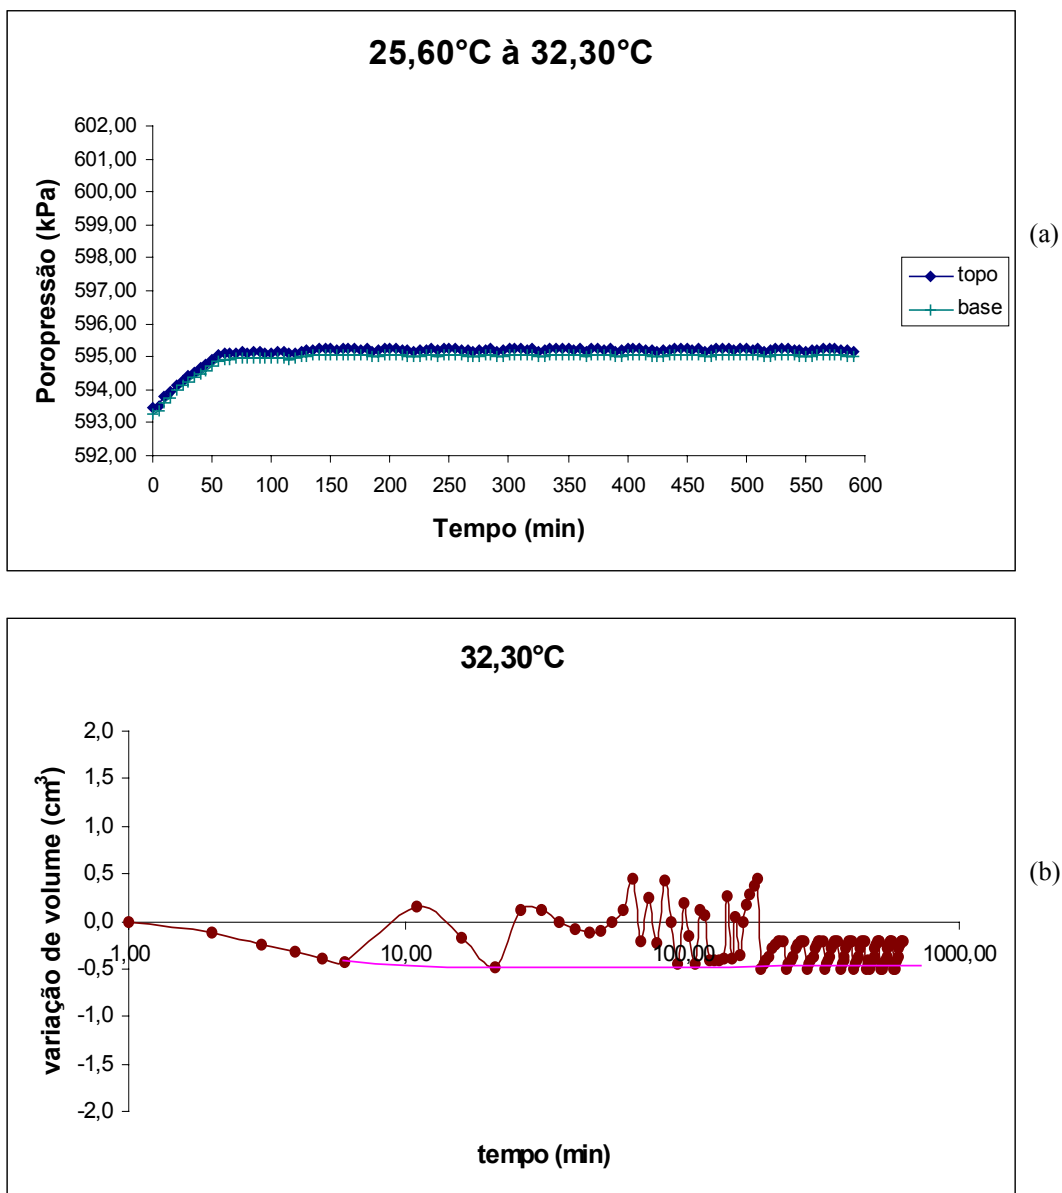 25,60°C à 32,30°C
602,00
601,00
600,00
599,00
598,00
597,00
596,00
595,00
594,00
593,00
592,00
Poropressão (kPa)
0 50 100 150 200 250 300 350 400 450 500 550 600
Tempo (min)
topo
base
(a)
32,30°C
2,0
1,5
1,0
0,5
0,0
-0,5
-1,0
-1,5
-2,0
variação de volume (cm³)
1,00 10,00 100,00 1000,00
tempo (min)
(b)